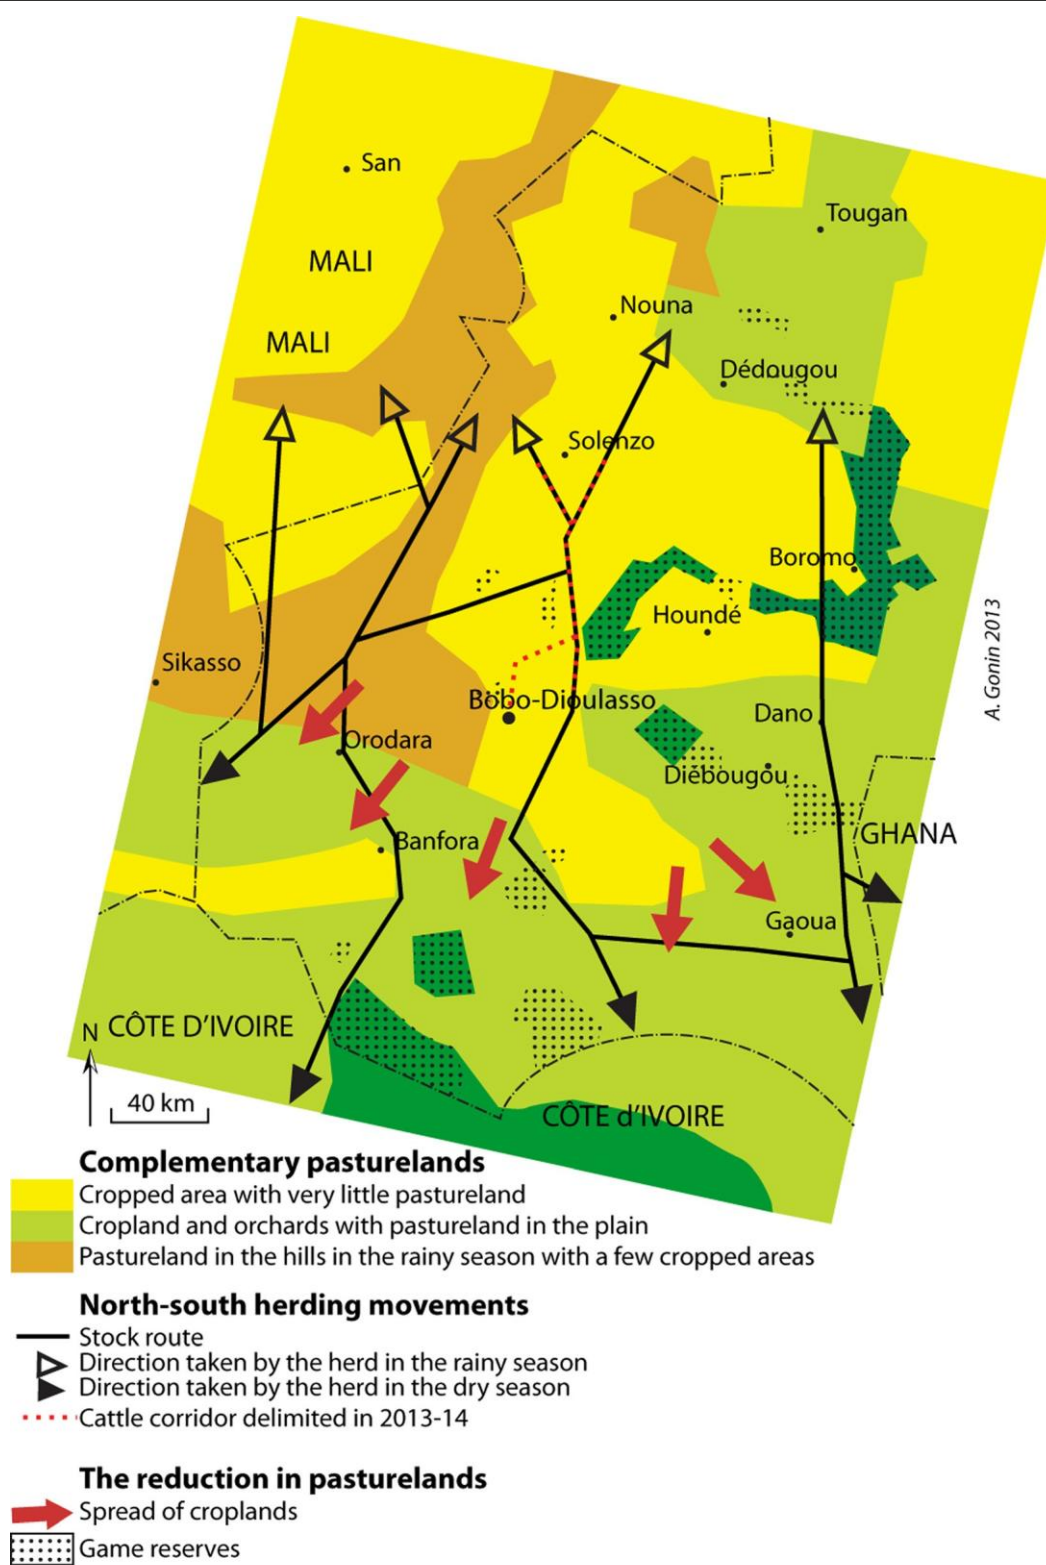 San
Tougan
MALI
Nouna
MALI
Dédougou
Solenzo
Boromo
Houndé
A. Gonin 2013
Sikasso
Bobo-Dioulasso
Dano
Orodara
Diébougou
Banfora
GHANA
Gaoua
N
CÔTE D'IVOIRE
40 km
CÔTE d'IVOIRE
Complementary pasturelands
Cropped area with very little pastureland
Cropland and orchards with pastureland in the plain
Pastureland in the hills in the rainy season with a few cropped areas
North-south herding movements
Stock route
Direction taken by the herd in the rainy season
Direction taken by the herd in the dry season
Cattle corridor delimited in 2013-14
The reduction in pasturelands
Spread of croplands
Game reserves